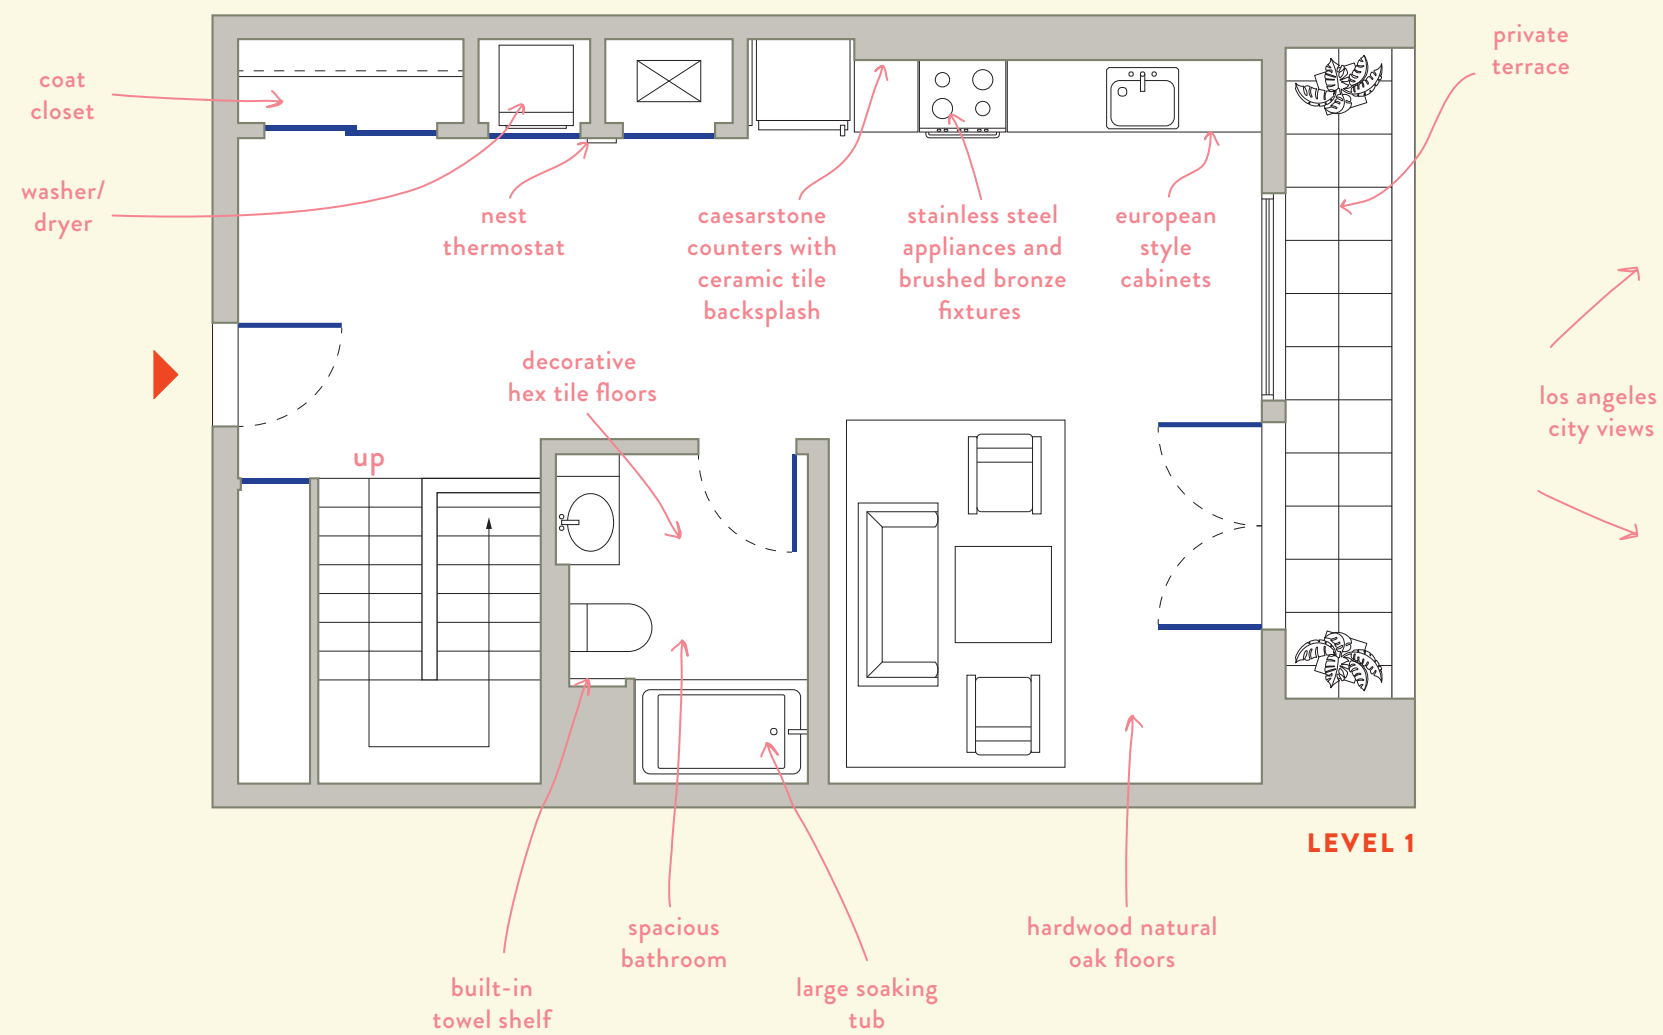 private
terrace
coat
closet
washer/
dryer
nest
thermostat
caesarstone
counters with
ceramic tile
backsplash
stainless steel
appliances and
brushed bronze
fixtures
european
style
cabinets
decorative
hex tile floors
los angeles
city views
up
LEVEL 1
spacious
bathroom
hardwood natural
oak floors
built-in
towel shelf
large soaking
tub